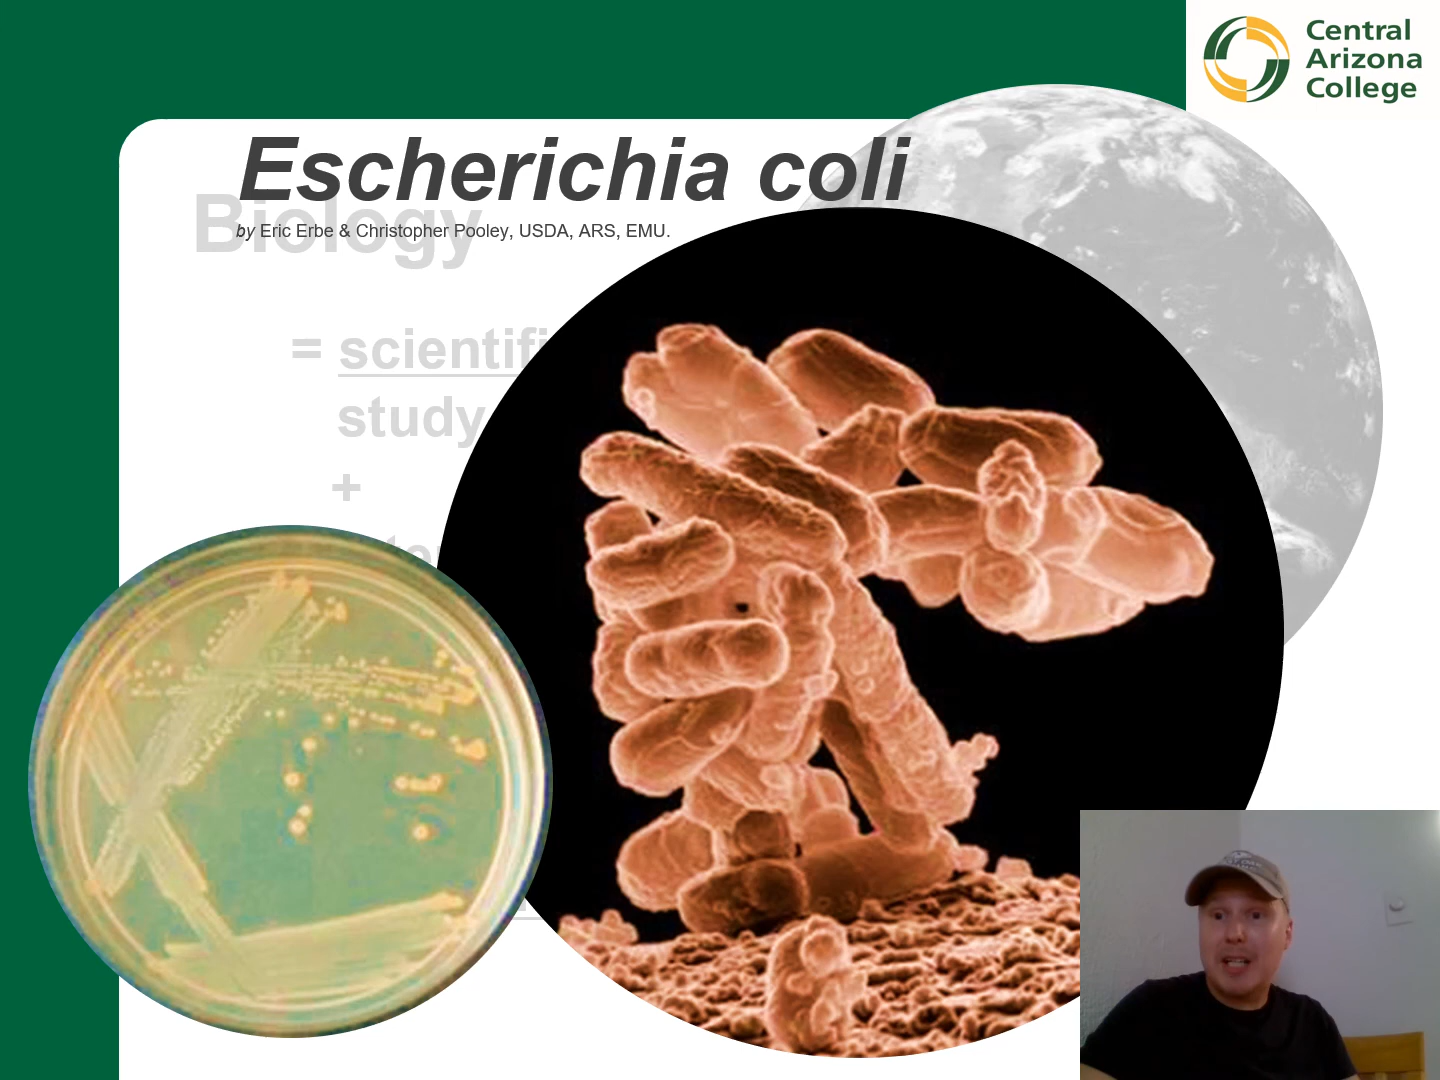 Central
Arizona
College
Escherichia coli
Biology
by Eric Erbe & Christopher Pooley, USDA, ARS, EMU.
= scientifi
study
+